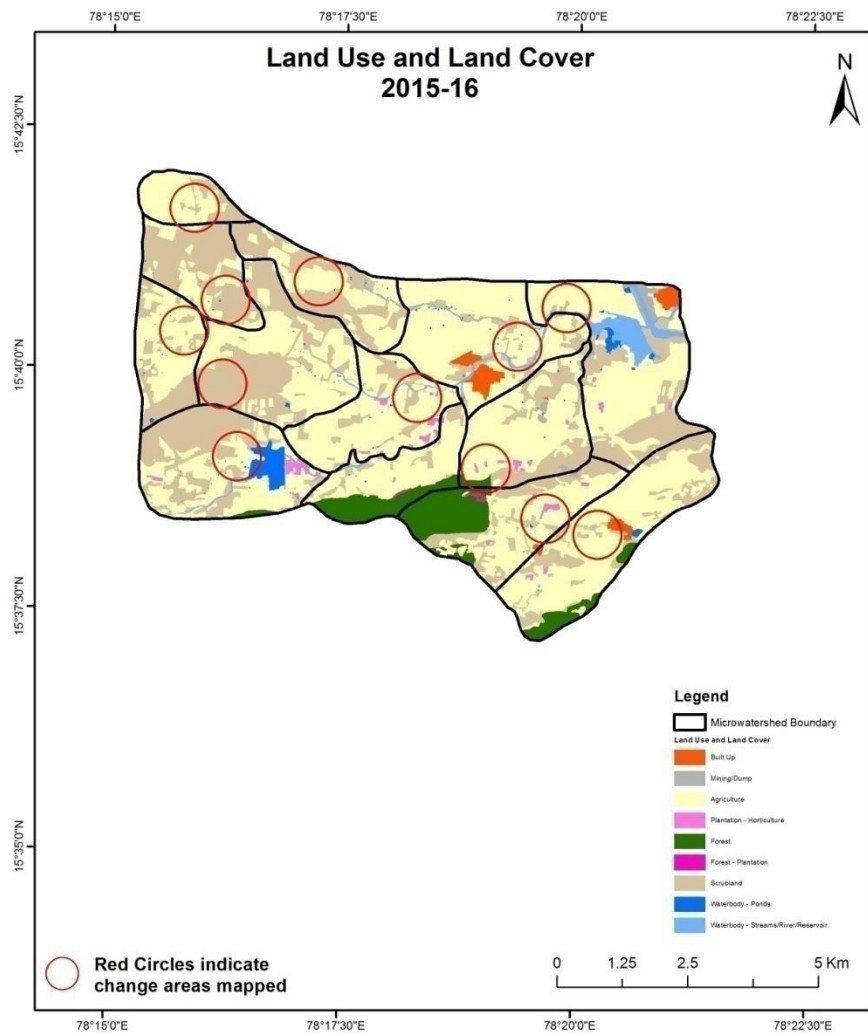 78°15'0"E
78°17'30"E
78°20'0"E
78°22'30"E
Land Use and Land Cover
2015-16
N
15°42'30"N
15°40'0"N
15°37'30"N
15°35'0"N
Legend
Microwatershed Boundary
Land Use and Land Cover
Built Up
Mining/Dump
Agriculture
Plantation - Horticulture
Forest
Forest - Plantation
Scrubland
Waterbody - Ponds
Waterbody - Streams/River/Reservoir
Red Circles indicate
change areas mapped
0 1.25 2.5 5 Km
78°15'0"E
78°17'30"E
78°20'0"E
78°22'30"E